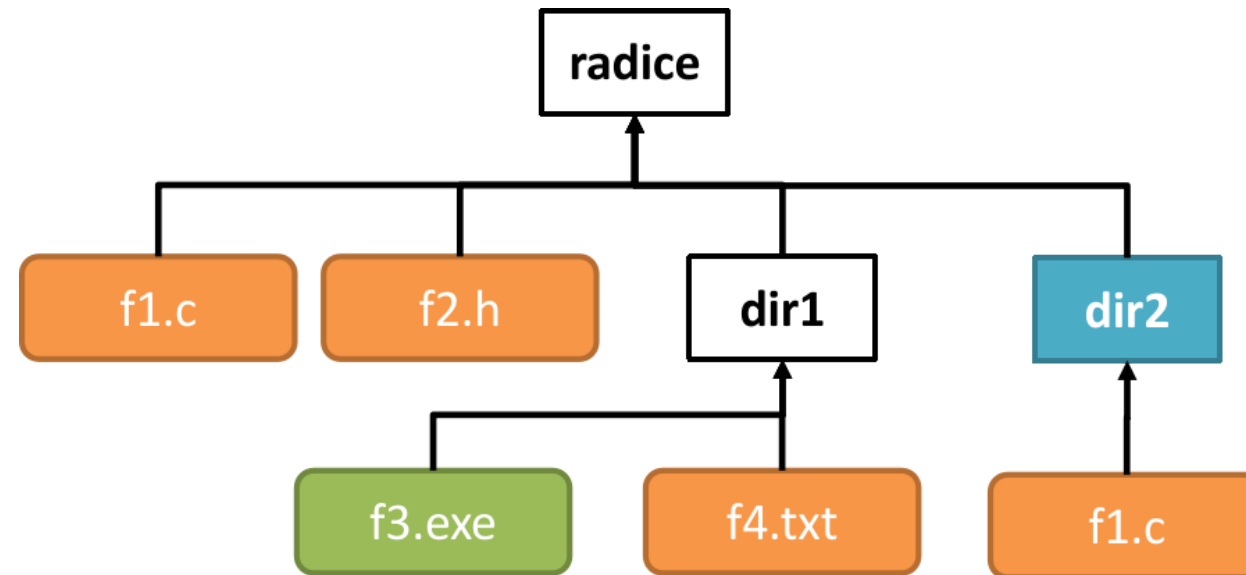 radice
f1.c
f2.h
dir1
dir2
f3.exe
f4.txt
f1.c